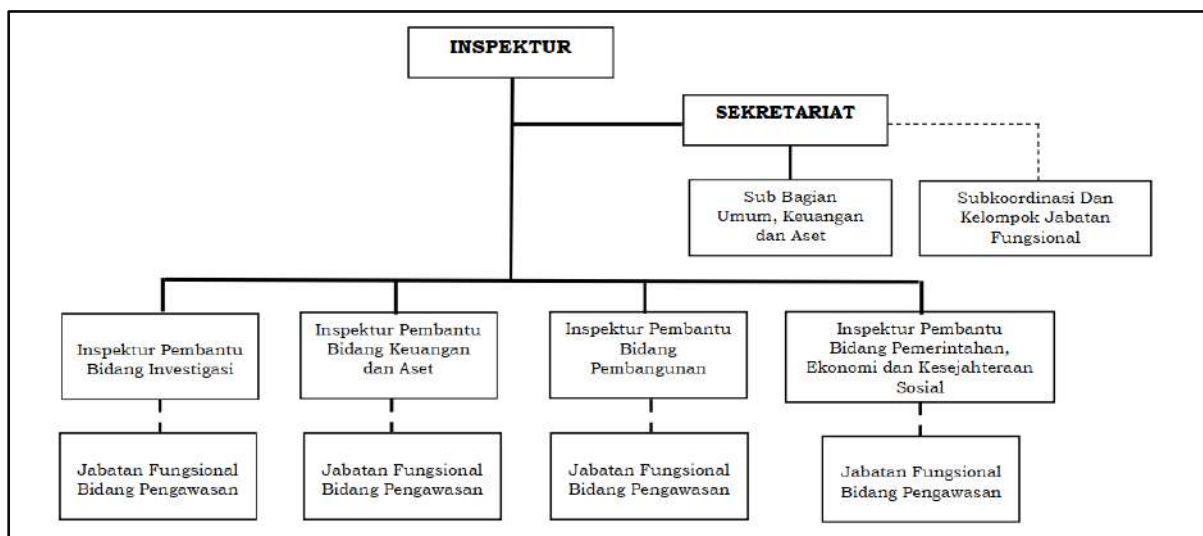 INSPEKTUR
SEKRETARIAT
Sub Bagian
Umum, Keuangan
dan Aset
Subkoordinasi Dan
Kelompok Jabatan
Fungsional
Inspektur Pembantu
Bidang Investigasi
Inspektur Pembantu
Bidang Keuangan
dan Aset
Inspektur Pembantu
Bidang
Pembangunan
Inspektur Pembantu
Bidang Pemerintahan,
Ekonomi dan Kesejahteraan
Sosial
Jabatan Fungsional
Bidang Pengawasan
Jabatan Fungsional
Bidang Pengawasan
Jabatan Fungsional
Bidang Pengawasan
Jabatan Fungsional
Bidang Pengawasan